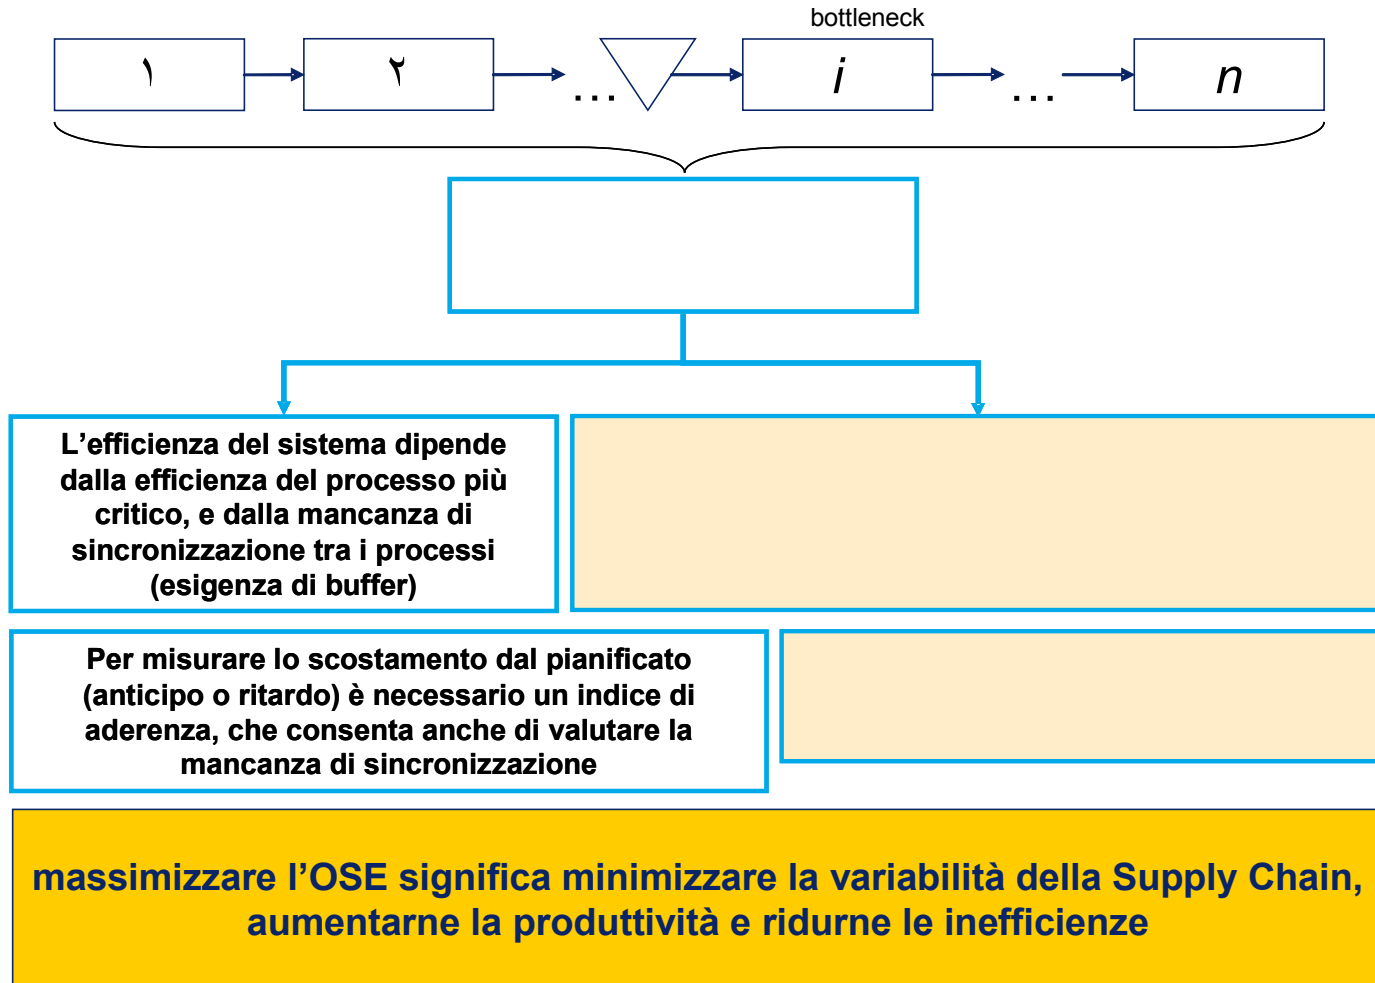 bottleneck
١ ٢ ... i ... n
L’efficienza del sistema dipende
dalla efficienza del processo più
critico, e dalla mancanza di
sincronizzazione tra i processi
(esigenza di buffer)
Per misurare lo scostamento dal pianificato
(anticipo o ritardo) è necessario un indice di
aderenza, che consenta anche di valutare la
mancanza di sincronizzazione
massimizzare l’OSE significa minimizzare la variabilità della Supply Chain,
aumentarne la produttività e ridurne le inefficienze